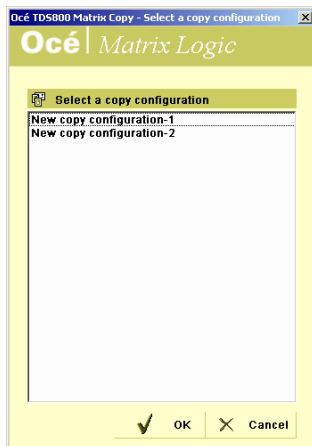 Océ TDS800 Matrix Copy - Select a copy configuration
Océ Matrix Logic
Select a copy configuration
New copy configuration-1
New copy configuration-2
OK Cancel